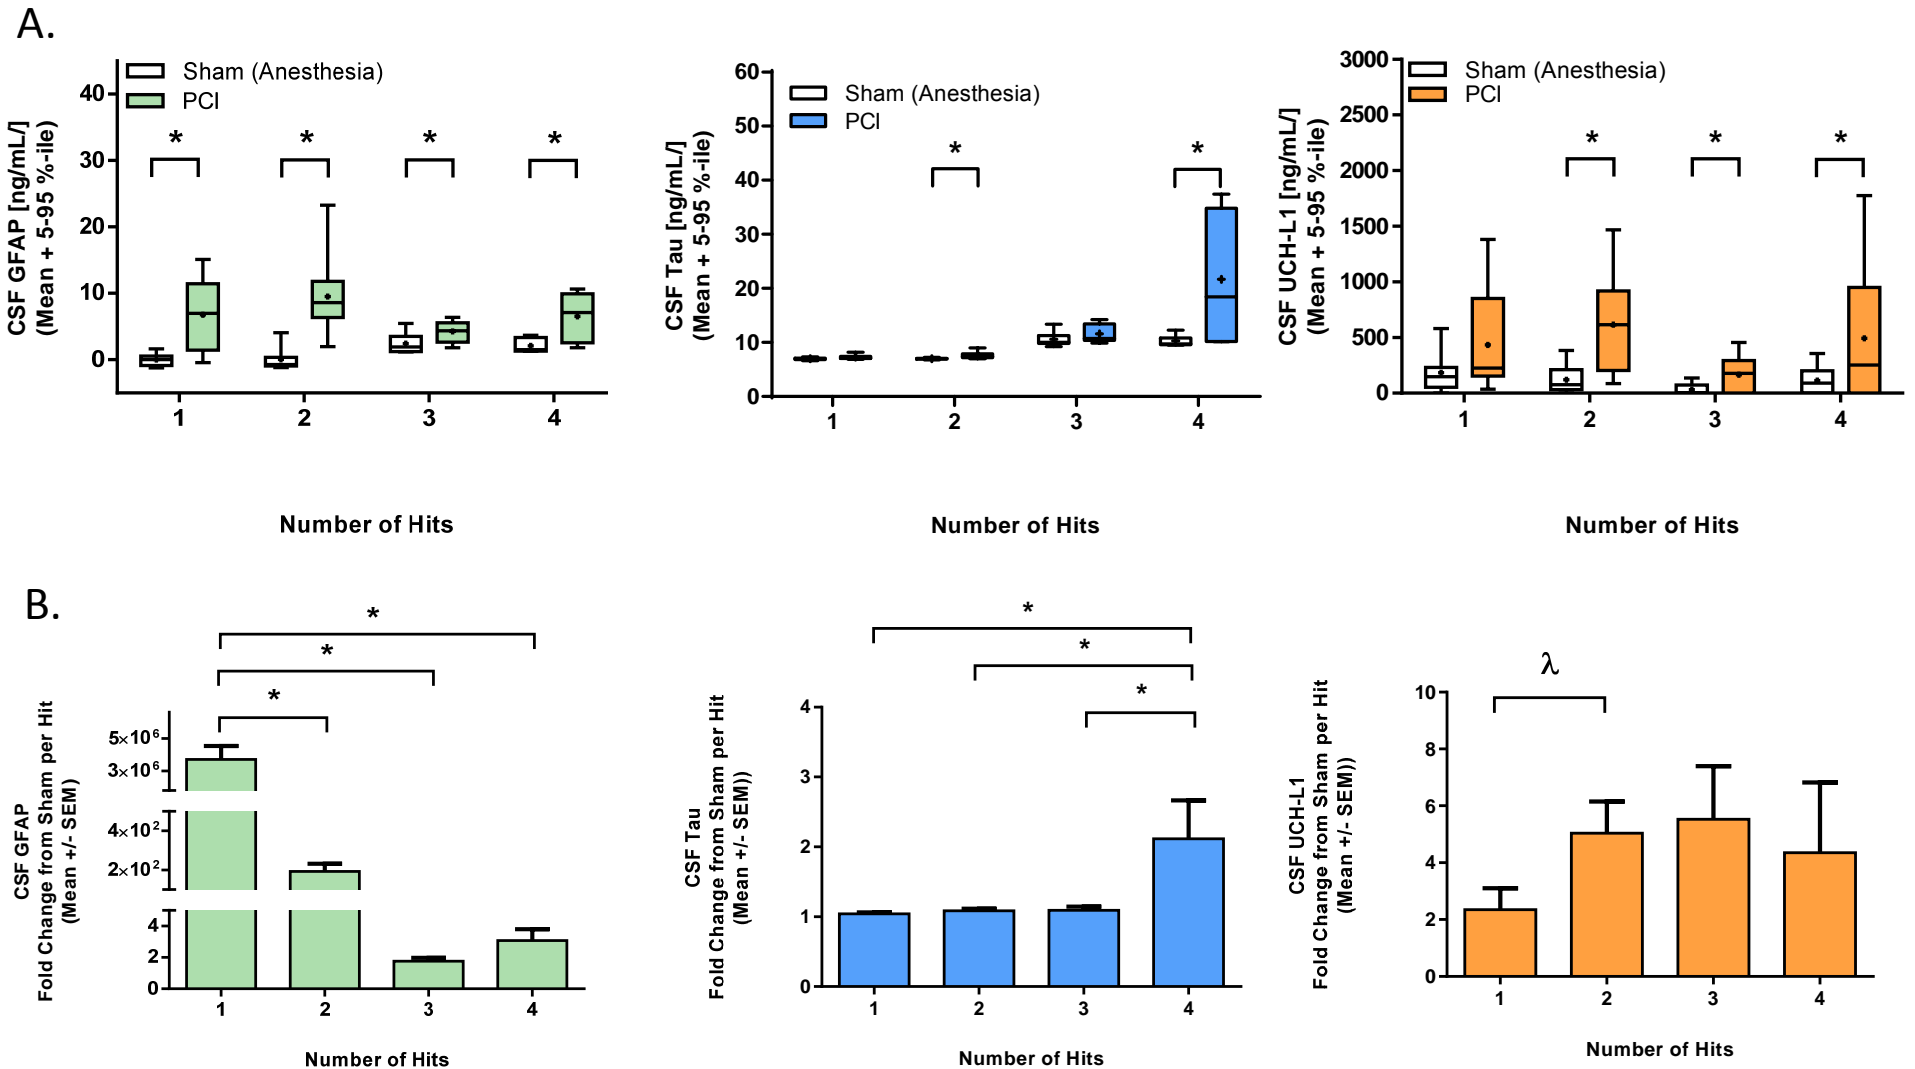 A.
CSF GFAP [ng/mL/]
(Mean + 5-95 %-ile)
Sham (Anesthesia)
PCI
40
30
20
10
0
* * * *
1 2 3 4
Number of Hits
CSF Tau [ng/mL/]
(Mean + 5-95 %-ile)
Sham (Anesthesia)
PCI
60
50
40
30
20
10
0
* *
1 2 3 4
Number of Hits
CSF UCH-L1 [ng/mL/]
(Mean + 5-95 %-ile)
Sham (Anesthesia)
PCI
3000
2500
2000
1500
1000
500
0
* * *
1 2 3 4
Number of Hits
B.
CSF GFAP
Fold Change from Sham per Hit
(Mean +/- SEM)
*
*
*
5×10⁶
3×10⁶
4×10²
2×10²
4
2
0
1 2 3 4
Number of Hits
CSF Tau
Fold Change from Sham per Hit
(Mean +/- SEM))
*
*
*
4
3
2
1
0
1 2 3 4
Number of Hits
CSF UCH-L1
Fold Change from Sham per Hit
(Mean +/- SEM))
λ
10
8
6
4
2
0
1 2 3 4
Number of Hits